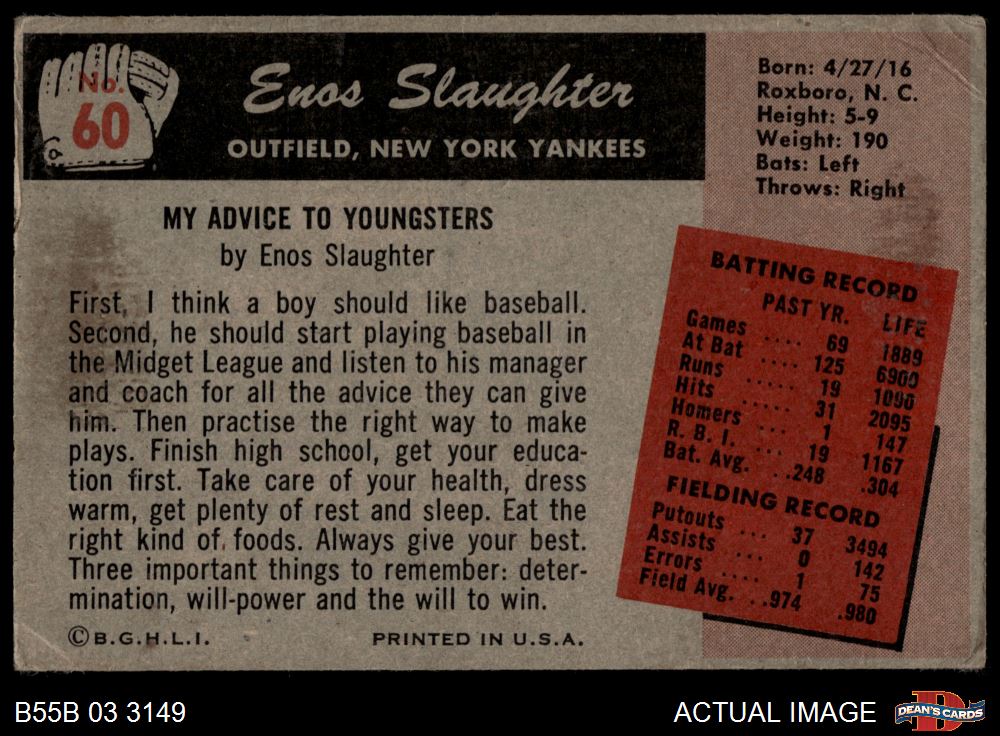 No.
60
Enos Slaughter
OUTFIELD, NEW YORK YANKEES
Born: 4/27/16
Roxboro, N. C.
Height: 5-9
Weight: 190
Bats: Left
Throws: Right
MY ADVICE TO YOUNGSTERS
by Enos Slaughter
First, I think a boy should like baseball.
Second, he should start playing baseball in
the Midget League and listen to his manager
and coach for all the advice they can give
him. Then practise the right way to make
plays. Finish high school, get your educa-
tion first. Take care of your health, dress
warm, get plenty of rest and sleep. Eat the
right kind of foods. Always give your best.
Three important things to remember: deter-
mination, will-power and the will to win.
BATTING RECORD
PAST YR. LIFE
Games .... 69 1889
At Bat .... 125 6900
Runs ..... 19 1090
Hits ..... 31 2095
Homers .... 1 147
R. B. I. .... 19 1167
Bat. Avg. ..248 .304
FIELDING RECORD
Putouts ... 37 3494
Assists ... 0 142
Errors .... 1 75
Field Avg. ..974 .980
© B.G.H.L.I. PRINTED IN U.S.A.
B55B 03 3149
ACTUAL IMAGE
DEAN'S CARDS